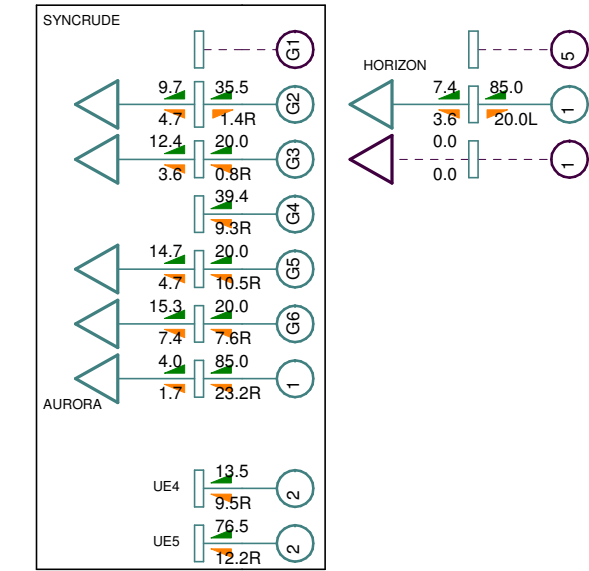 SYNCRUDE
G1
9.7 35.5 G2
4.7 1.4R
12.4 20.0 G3
3.6 0.8R
39.4 G4
9.3R
14.7 20.0 G5
4.7 10.5R
15.3 20.0 G6
7.4 7.6R
4.0 85.0 1
1.7 23.2R
AURORA
13.5
UE4 2
9.5R
76.5
UE5 2
12.2R
5
HORIZON
7.4 85.0 1
3.6 20.0L
0.0 1
0.0